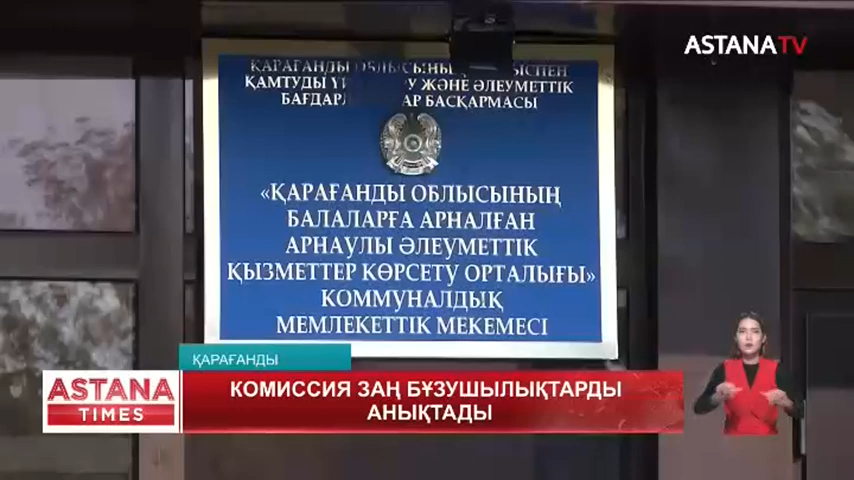 ASTANATV
ҚАРАҒАНДЫ ОБЛЫСЫНЫҢ
ҚАМТУДЫ ЖӘНЕ ӘЛЕУМЕТТІК
БАСҚАРМАСЫ
«ҚАРАҒАНДЫ ОБЛЫСЫНЫҢ
БАЛАЛАРҒА АРНАЛҒАН
АРНАУЛЫ ӘЛЕУМЕТТІК
ҚЫЗМЕТТЕР КӨРСЕТУ ОРТАЛЫҒЫ»
КОММУНАЛДЫҚ
МЕМЛЕКЕТТІК МЕКЕМЕСІ
ҚАРАҒАНДЫ
ASTANA
TIMES
КОМИССИЯ ЗАҢ БҰЗУШЫЛЫҚТАРДЫ
АНЫҚТАДЫ